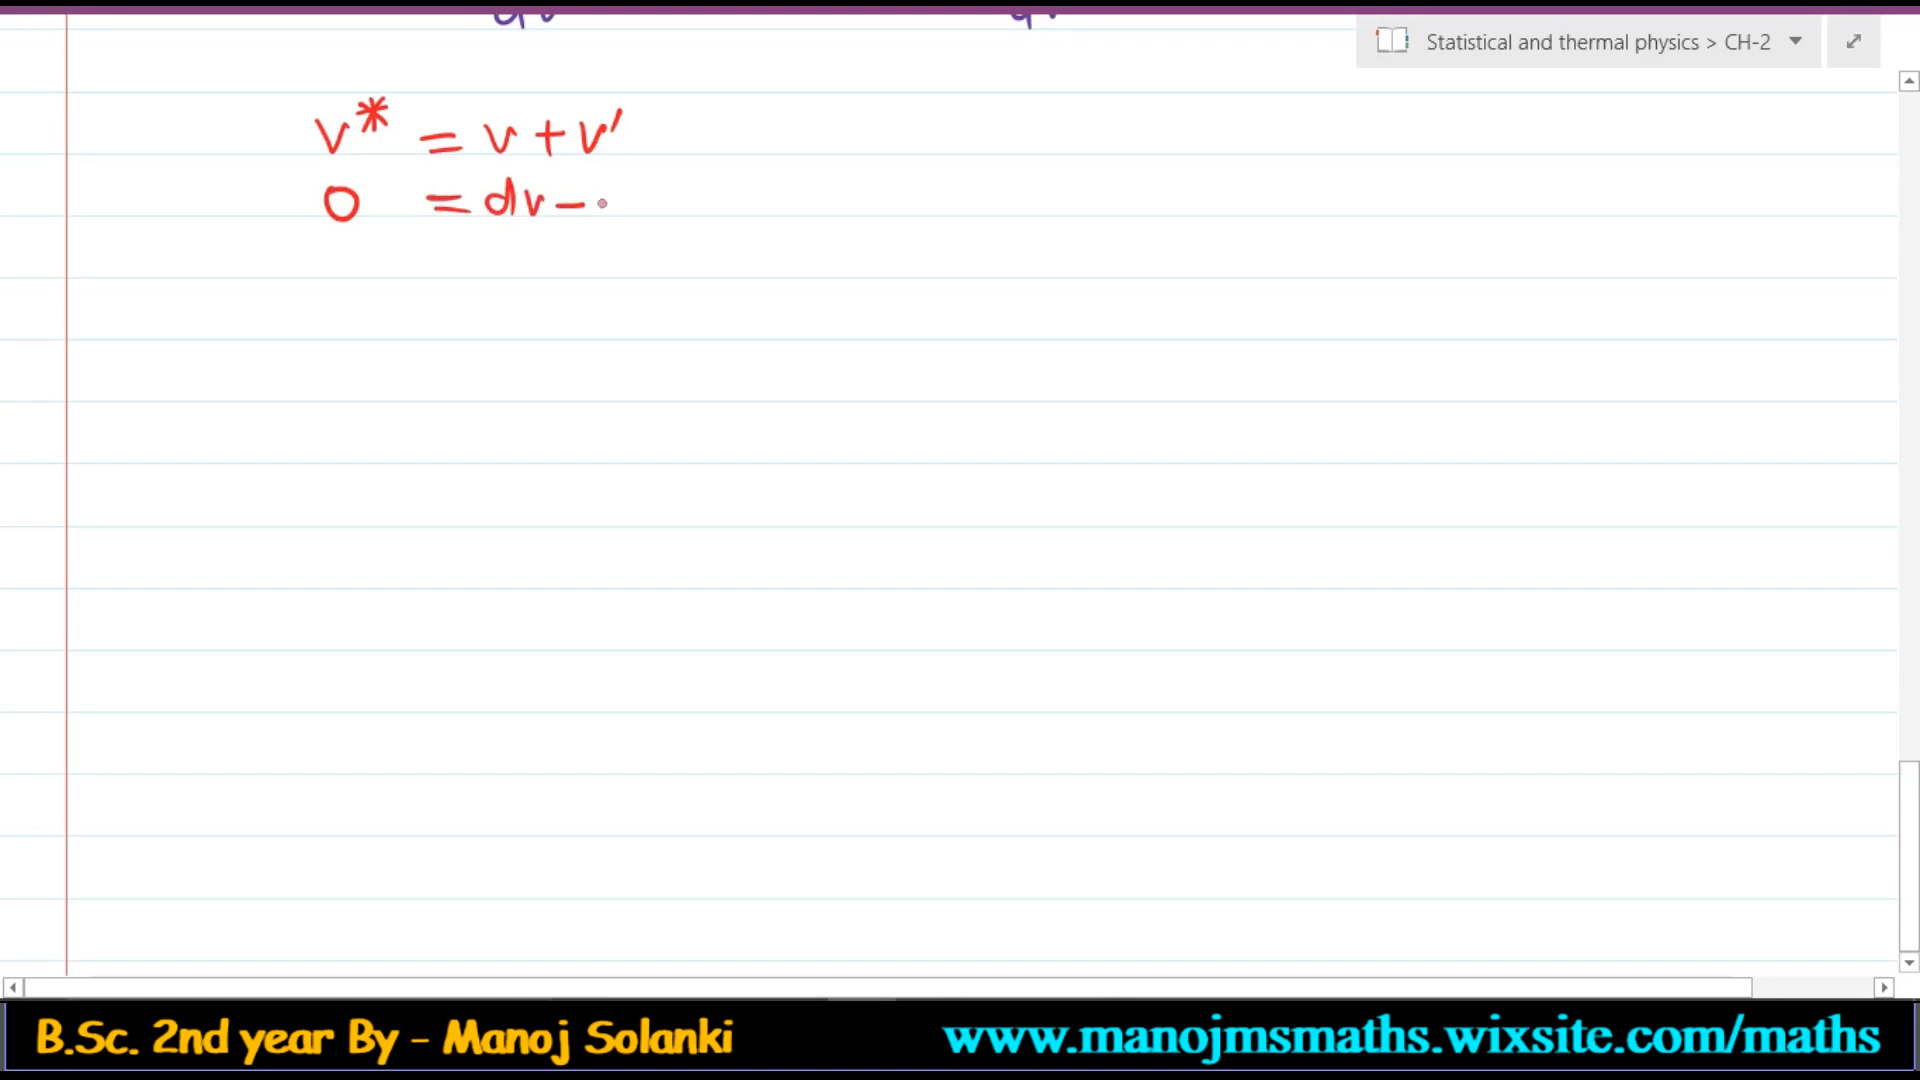 Statistical and thermal physics > CH-2
v* = v + v'
0 = dv -
B.Sc. 2nd year By - Manoj Solanki
www.manojmsmaths.wixsite.com/maths